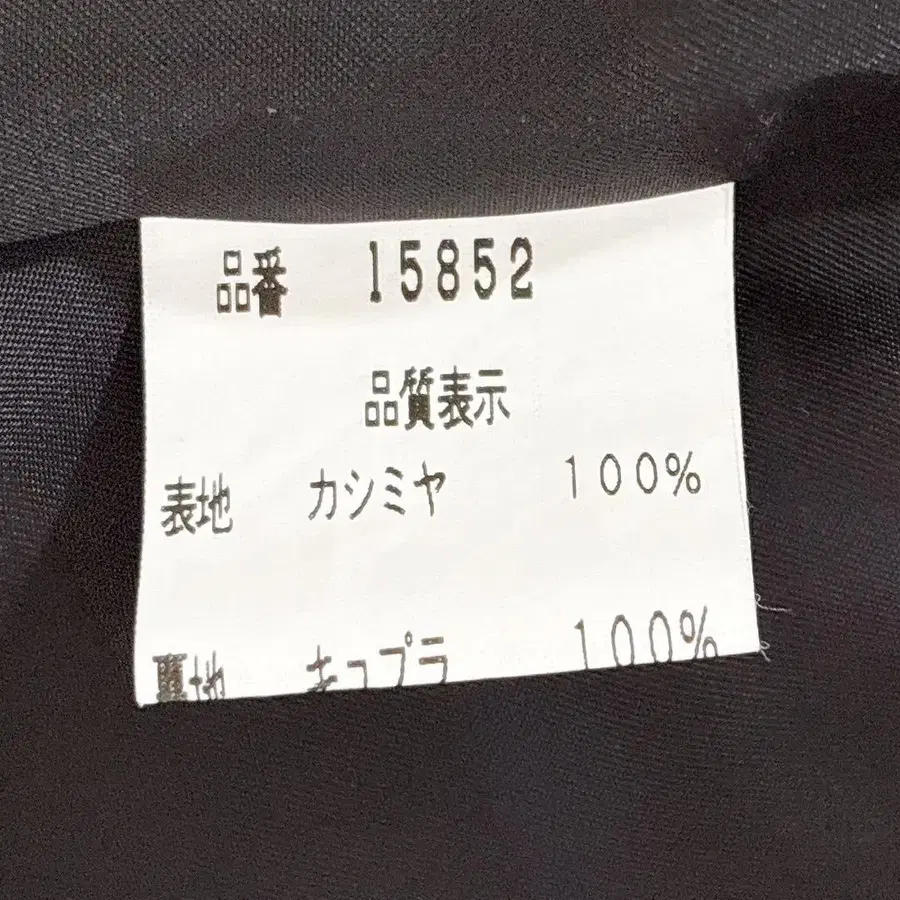 品番 15852
品質表示
表地 カシミヤ 100%
裏地 キュプラ 100%